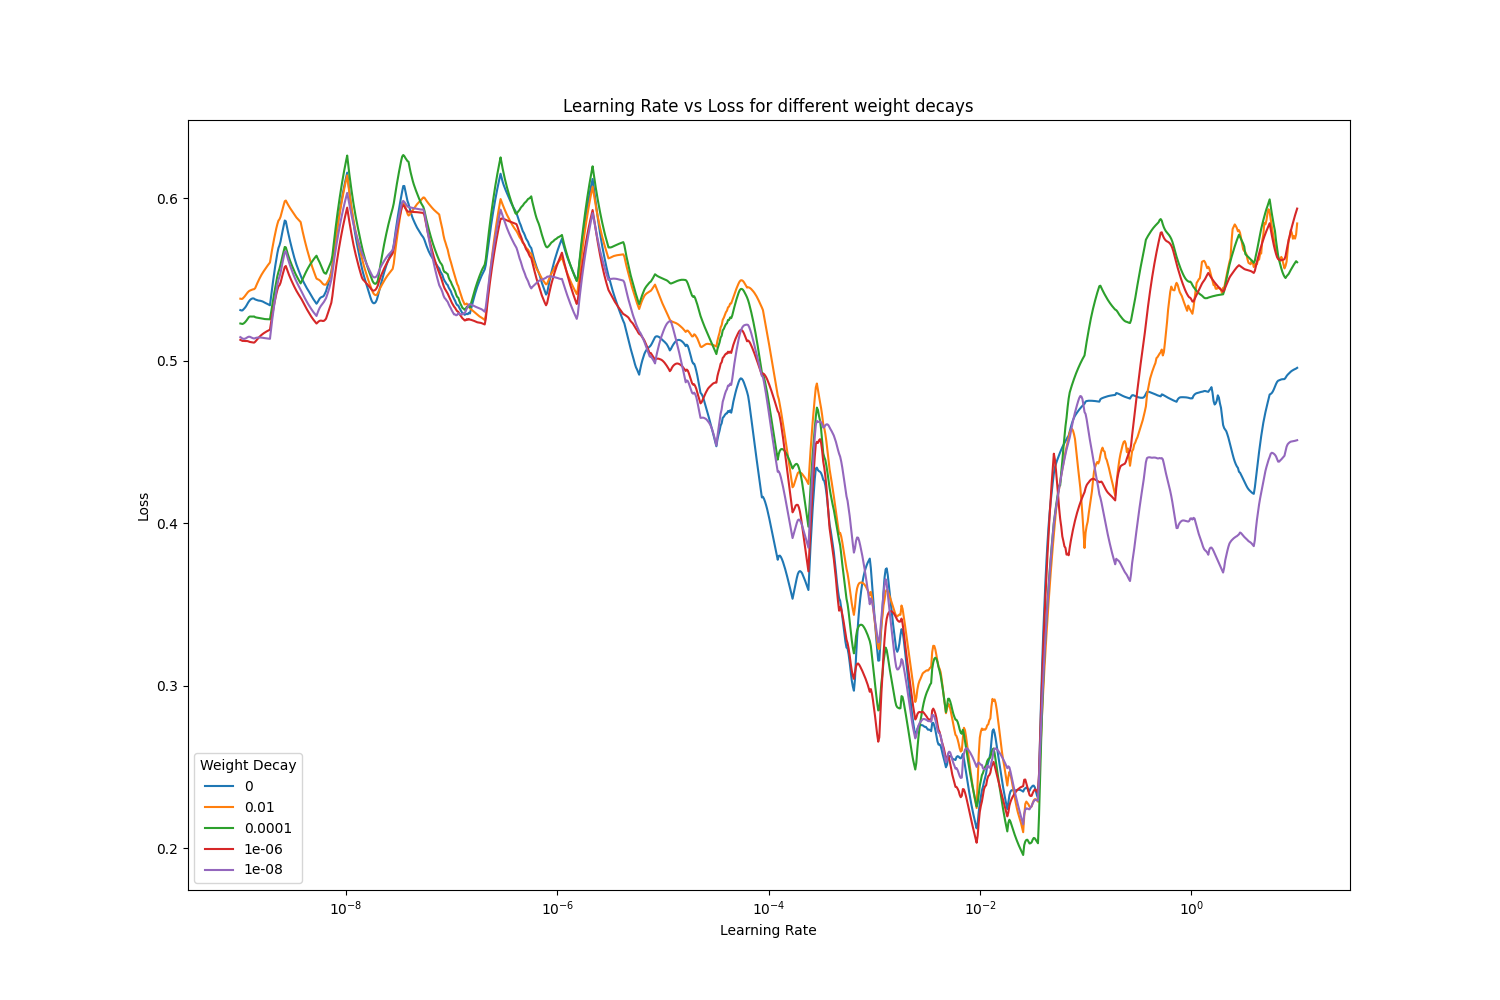 Learning Rate vs Loss for different weight decays
Loss
0.6
0.5
0.4
0.3
0.2
Weight Decay
0
0.01
0.0001
1e-06
1e-08
10⁻⁸
10⁻⁶
10⁻⁴
10⁻²
10⁰
Learning Rate